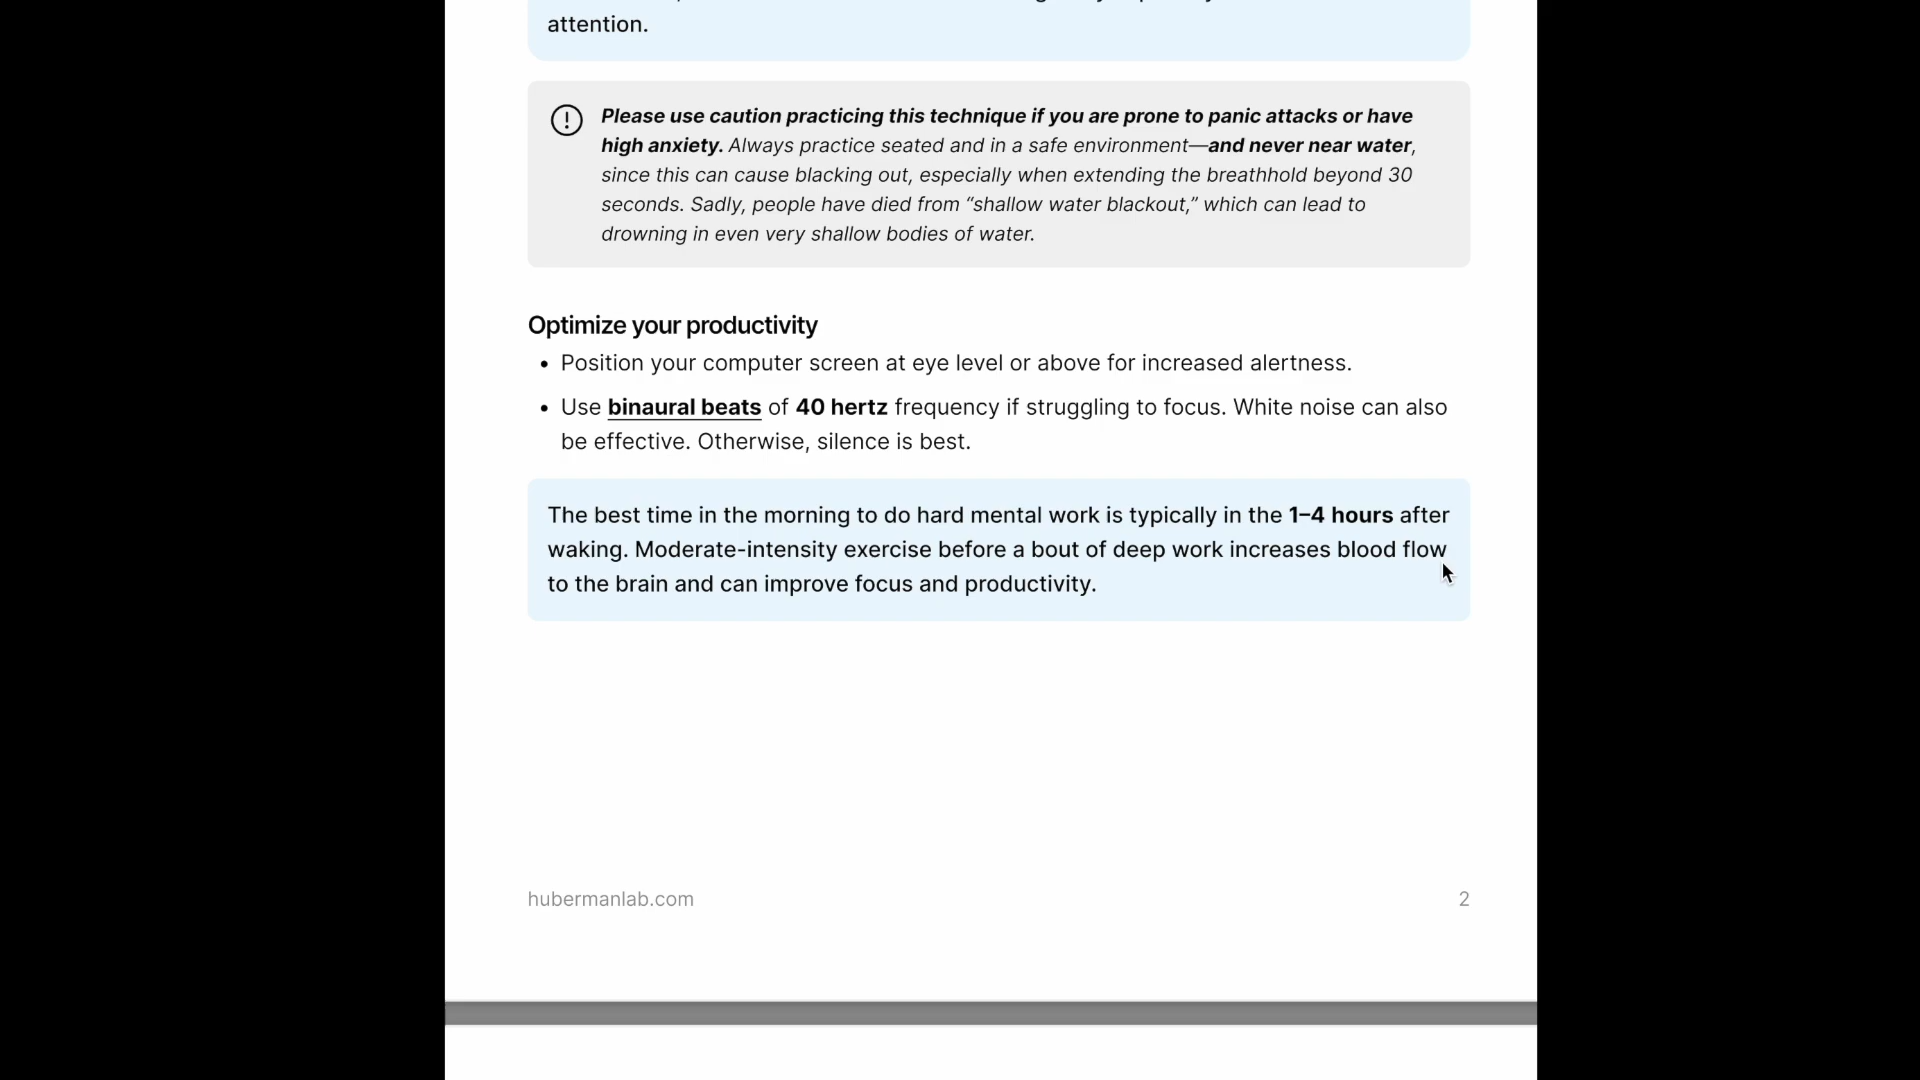 attention.
Please use caution practicing this technique if you are prone to panic attacks or have
high anxiety. Always practice seated and in a safe environment—and never near water,
since this can cause blacking out, especially when extending the breathhold beyond 30
seconds. Sadly, people have died from “shallow water blackout,” which can lead to
drowning in even very shallow bodies of water.
Optimize your productivity
• Position your computer screen at eye level or above for increased alertness.
• Use binaural beats of 40 hertz frequency if struggling to focus. White noise can also
be effective. Otherwise, silence is best.
The best time in the morning to do hard mental work is typically in the 1–4 hours after
waking. Moderate-intensity exercise before a bout of deep work increases blood flow
to the brain and can improve focus and productivity.
hubermanlab.com
2